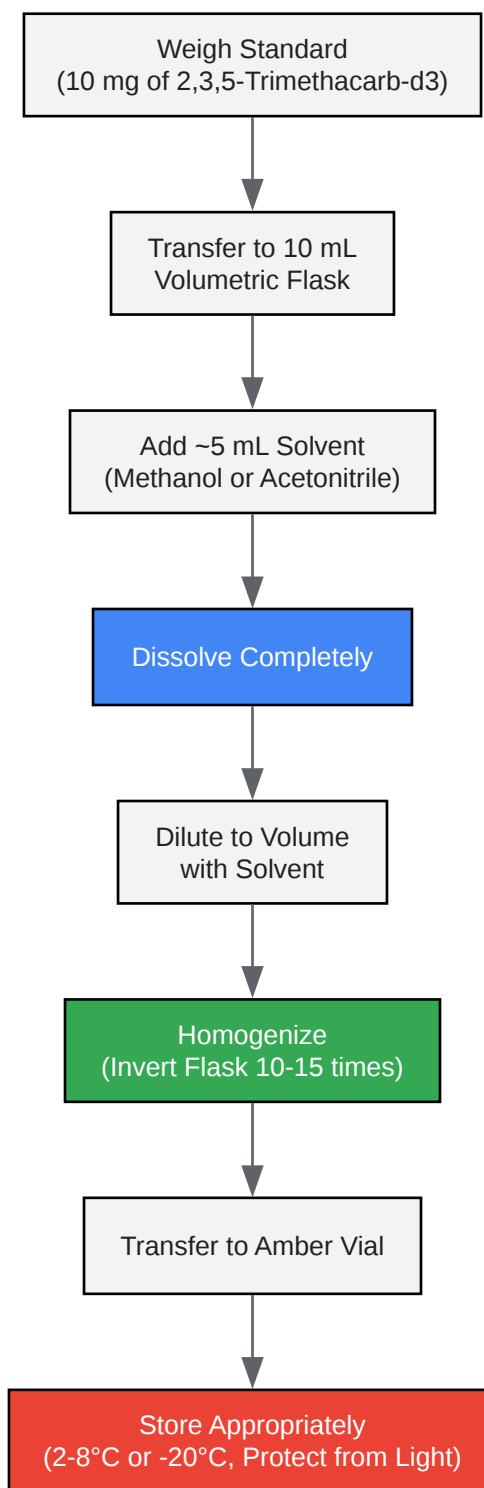 Weigh Standard
(10 mg of 2,3,5-Trimethacarb-d3)
Transfer to 10 mL
Volumetric Flask
Add ~5 mL Solvent
(Methanol or Acetonitrile)
Dissolve Completely
Dilute to Volume
with Solvent
Homogenize
(Invert Flask 10-15 times)
Transfer to Amber Vial
Store Appropriately
(2-8°C or -20°C, Protect from Light)